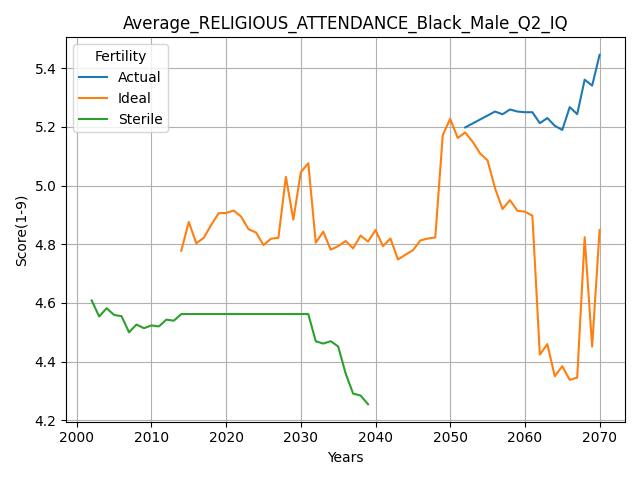 Average_RELIGIOUS_ATTENDANCE_Black_Male_Q2_IQ
Fertility
Actual
Ideal
Sterile
Score(1-9)
5.4
5.2
5.0
4.8
4.6
4.4
4.2
2000 2010 2020 2030 2040 2050 2060 2070
Years